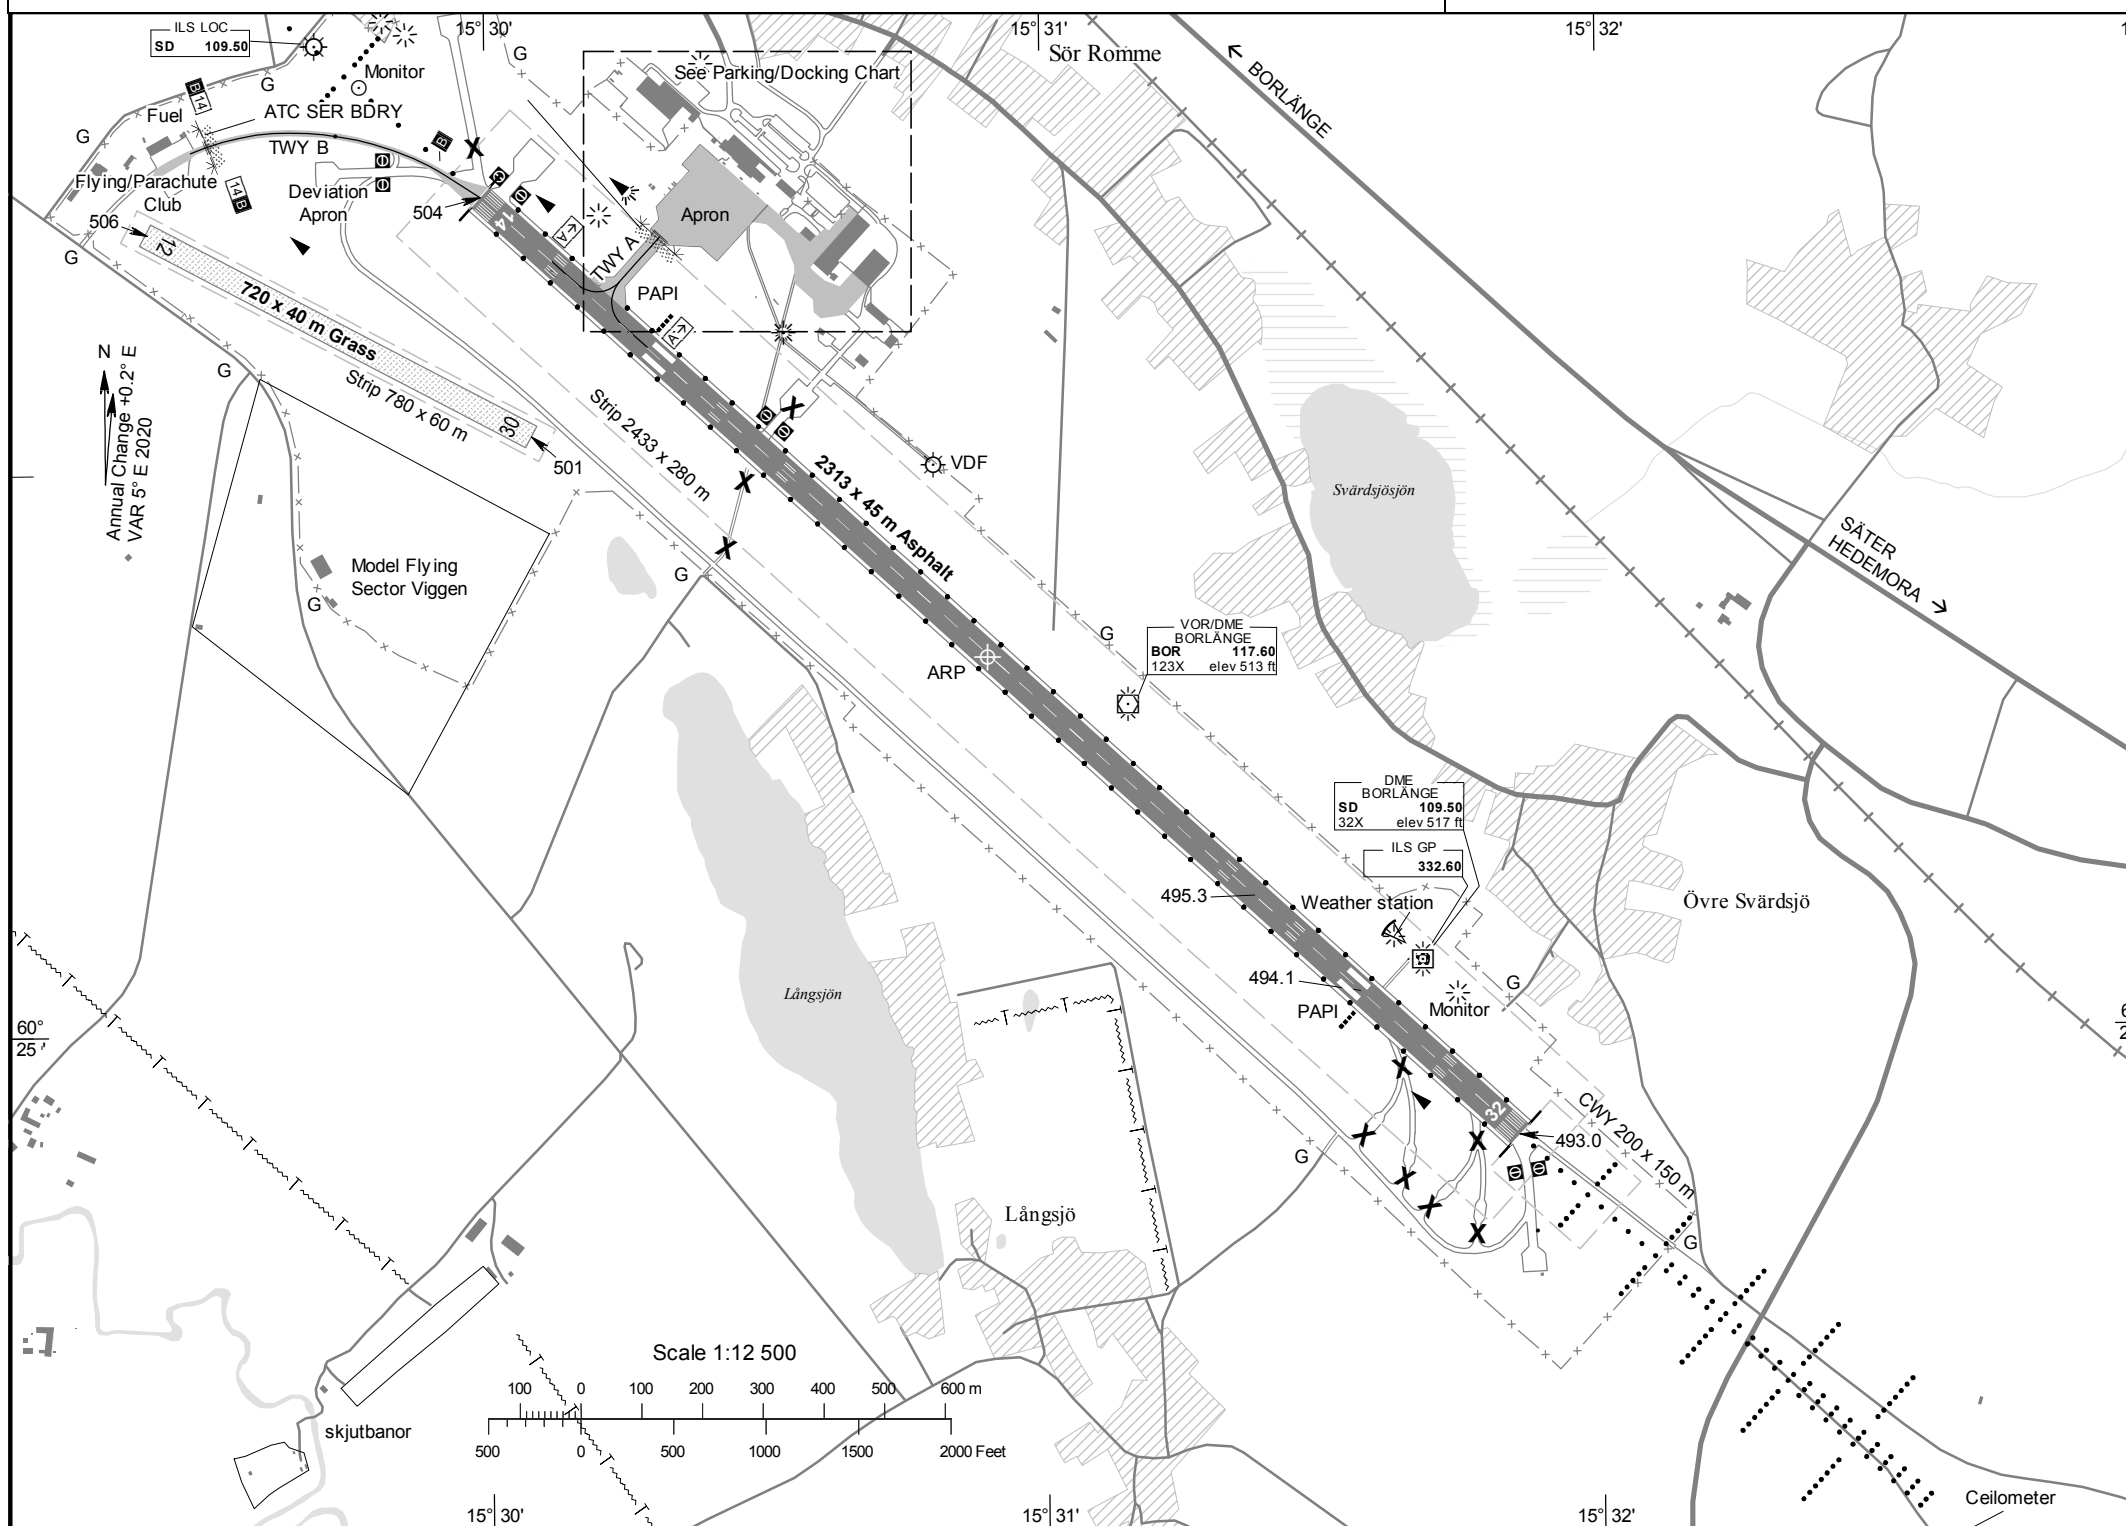 15° 30'
15° 31'
15° 32'
1
ILS LOC
SD 109.50
Monitor
ATC SER BDRY
Fuel
B 14
G
G
G
TWY B
B
X
Flying/Parachute
Club
14 B
Deviation
Apron
504
506
12
14
G
See Parking/Docking Chart
Apron
A
TWY A
PAPI
A
Sör Romme
BORLÄNGE
720 x 40 m Grass
Strip 780 x 60 m
30
501
G
G
N
Annual Change +0.2° E
VAR 5° E 2020
Strip 2433 x 280 m
2313 x 45 m Asphalt
X
X
X
VDF
Svärdsjösjön
SÄTER
HEDEMORA
Model Flying
Sector Viggen
G
G
G
ARP
VOR/DME
BORLÄNGE
BOR 117.60
123X elev 513 ft
DME
BORLÄNGE
SD 109.50
32X elev 517 ft
ILS GP
332.60
Weather station
495.3
494.1
PAPI
Monitor
G
Övre Svärdsjö
Långsjön
60°
25'
6
2
32
493.0
CWY 200 x 150 m
X
X
X
X
X
X
G
G
Långsjö
Scale 1:12 500
100 0 100 200 300 400 500 600 m
500 0 500 1000 1500 2000 Feet
skjutbanor
Ceilometer
15° 30'
15° 31'
15° 32'